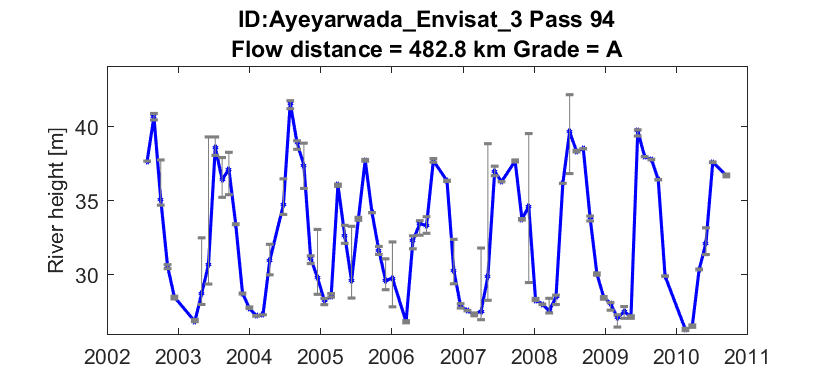 ID:Ayeyarwada_Envisat_3 Pass 94
Flow distance = 482.8 km Grade = A
River height [m]
40
35
30
2002 2003 2004 2005 2006 2007 2008 2009 2010 2011